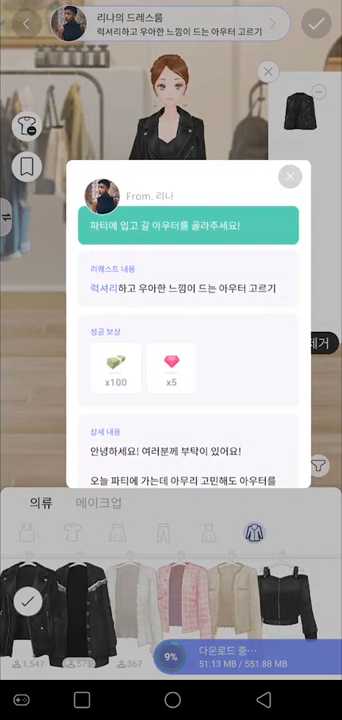 리나의 드레스룸
럭셔리하고 우아한 느낌이 드는 아우터 고르기
From. 리나
파티에 입고 갈 아우터를 골라주세요!
리퀘스트 내용
럭셔리하고 우아한 느낌이 드는 아우터 고르기
성공 보상
x100
x5
제거
상세 내용
안녕하세요! 여러분께 부탁이 있어요!
오늘 파티에 가는데 아무리 고민해도 아우터를
의류
메이크업
1,547
576
367
9%
다운로드 중…
51.13 MB / 551.88 MB